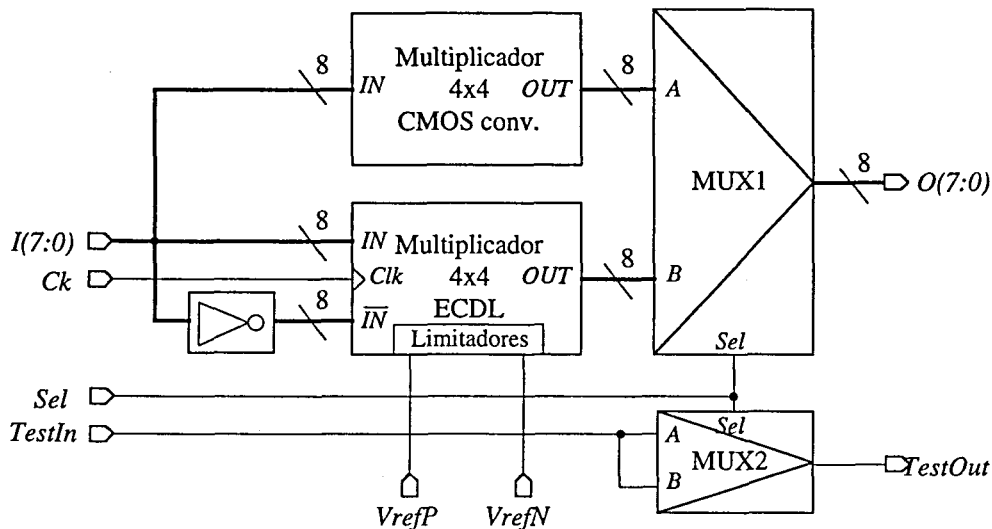 8
Multiplicador
IN 4x4 OUT
CMOS conv.
8
A
MUX1
8
O(7:0)
I(7:0)
8
IN Multiplicador
Ck
Clk 4x4 OUT
8
B
8
IN ECDL
Limitadores
Sel
Sel
TestIn
Sel
A
MUX2
B
TestOut
VrefP VrefN